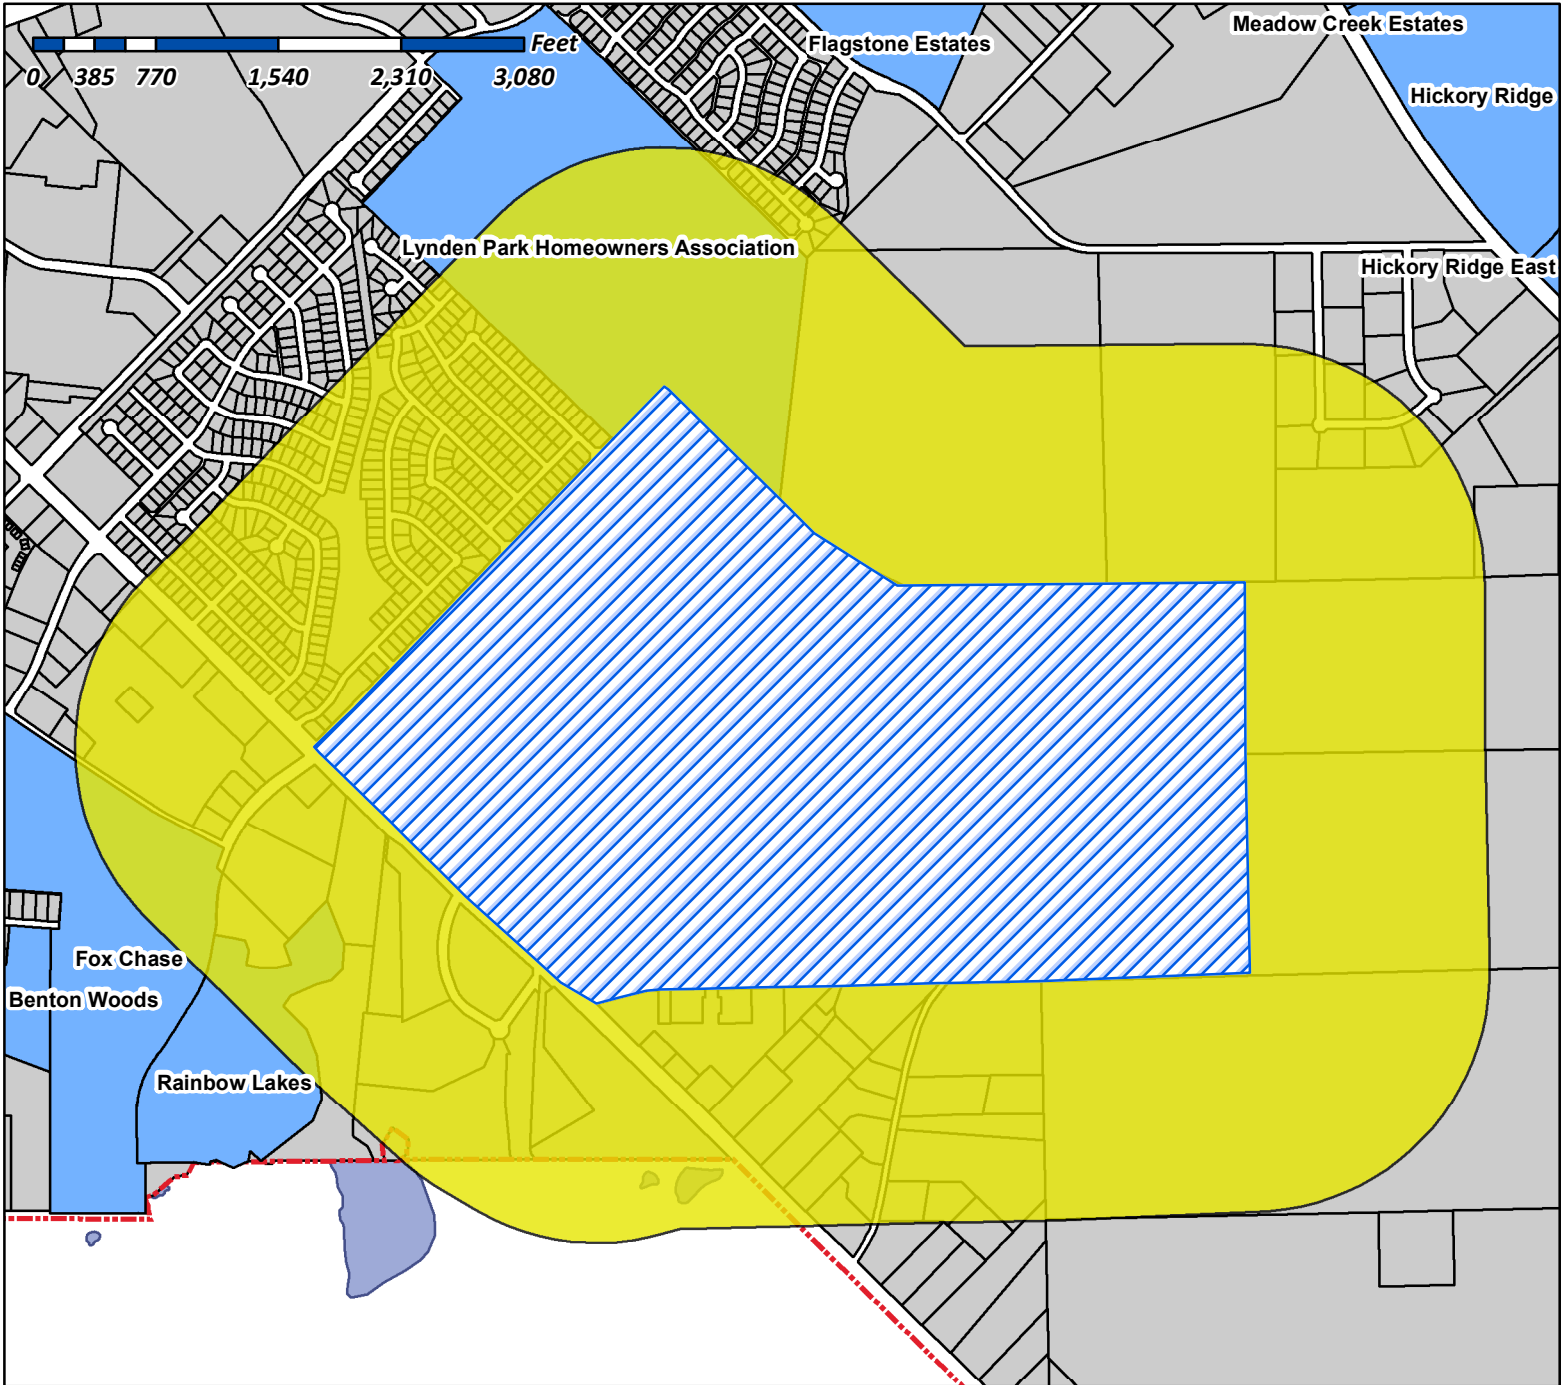 Meadow Creek Estates
Flagstone Estates
Feet
0 385 770 1,540 2,310 3,080
Hickory Ridge
Lynden Park Homeowners Association
Hickory Ridge East
Fox Chase
Benton Woods
Rainbow Lakes